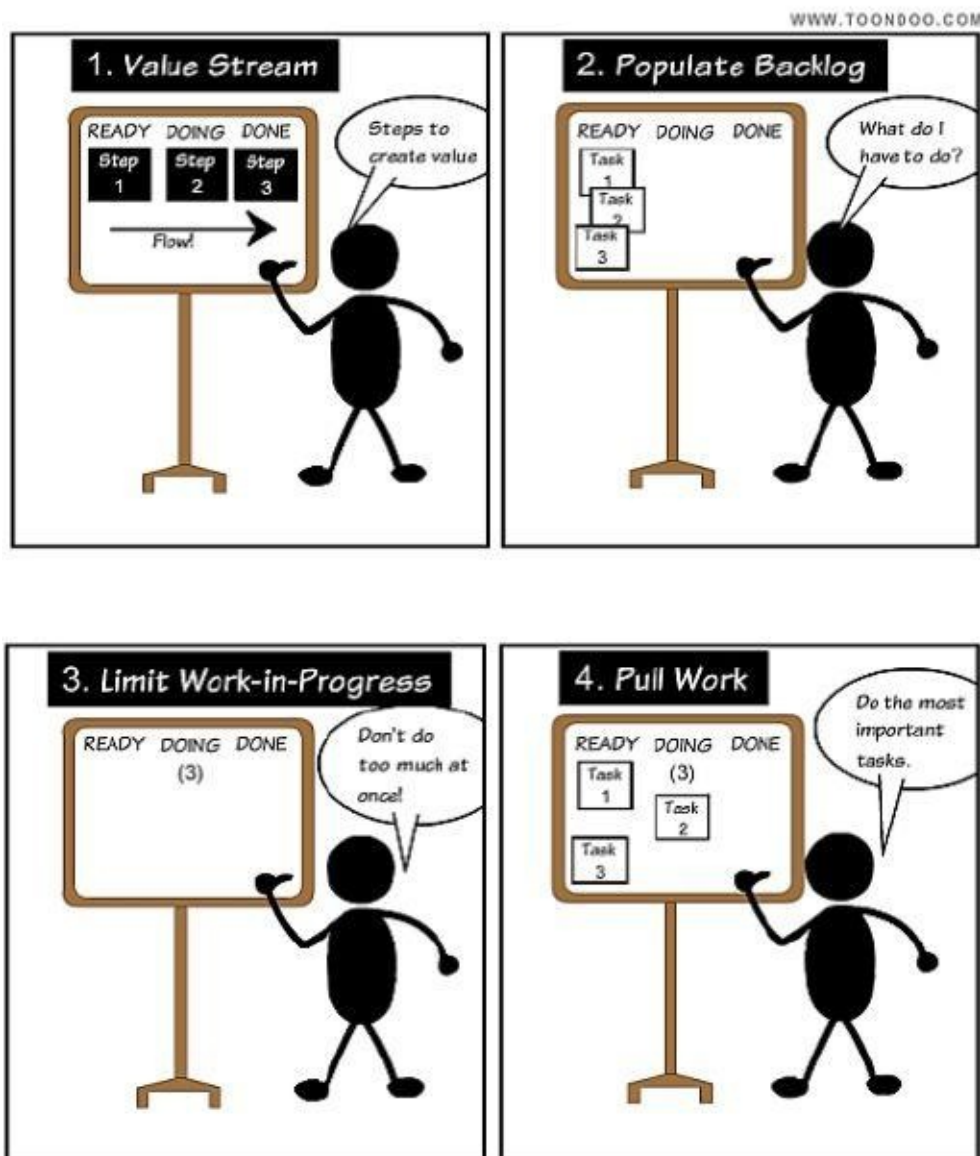 WWW.TOONDOO.COM
1. Value Stream
READY DOING DONE
Step Step Step
1 2 3
Flow!
Steps to
create value
2. Populate Backlog
READY DOING DONE
Task
1
Task
2
Task
3
What do I
have to do?
3. Limit Work-in-Progress
READY DOING DONE
(3)
Don't do
too much at
once!
4. Pull Work
READY DOING DONE
(3)
Task
1
Task
2
Task
3
Do the most
important
tasks.